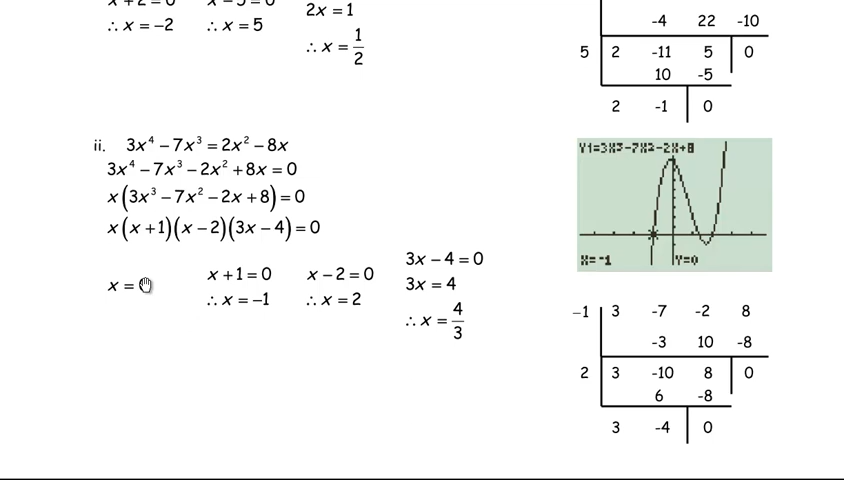 x + 2 = 0 x − 5 = 0
∴ x = −2 ∴ x = 5
2x = 1
∴ x = 1/2
-4 22 -10
5 2 -11 5 0
10 -5
2 -1 0
ii. 3x⁴ − 7x³ = 2x² − 8x
3x⁴ − 7x³ − 2x² + 8x = 0
x(3x³ − 7x² − 2x + 8) = 0
x(x + 1)(x − 2)(3x − 4) = 0
x = 0
x + 1 = 0
∴ x = −1
x − 2 = 0
∴ x = 2
3x − 4 = 0
3x = 4
∴ x = 4/3
Y1=3X3-7X2-2X+8
X=-1 Y=0
−1 3 -7 -2 8
-3 10 -8
2 3 -10 8 0
6 -8
3 -4 0